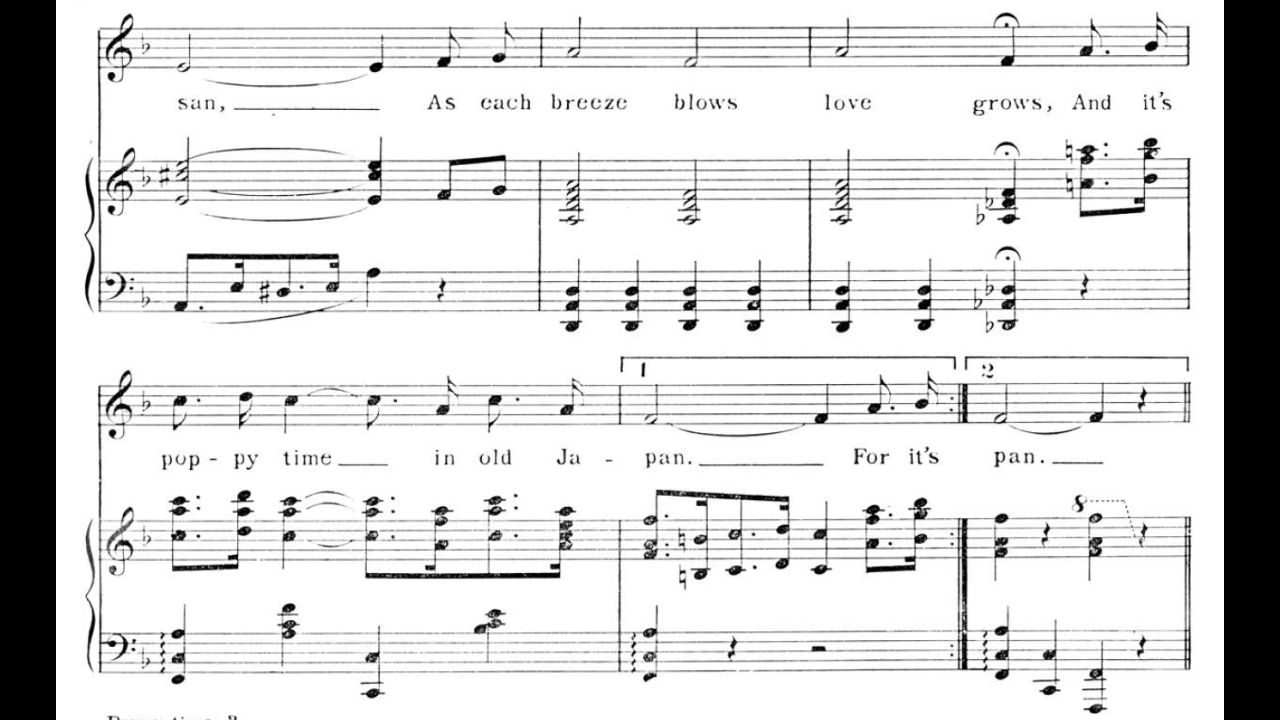 san, As each breeze blows love grows, And it's
1 2
pop - py time in old Ja - pan. For it's pan.
8